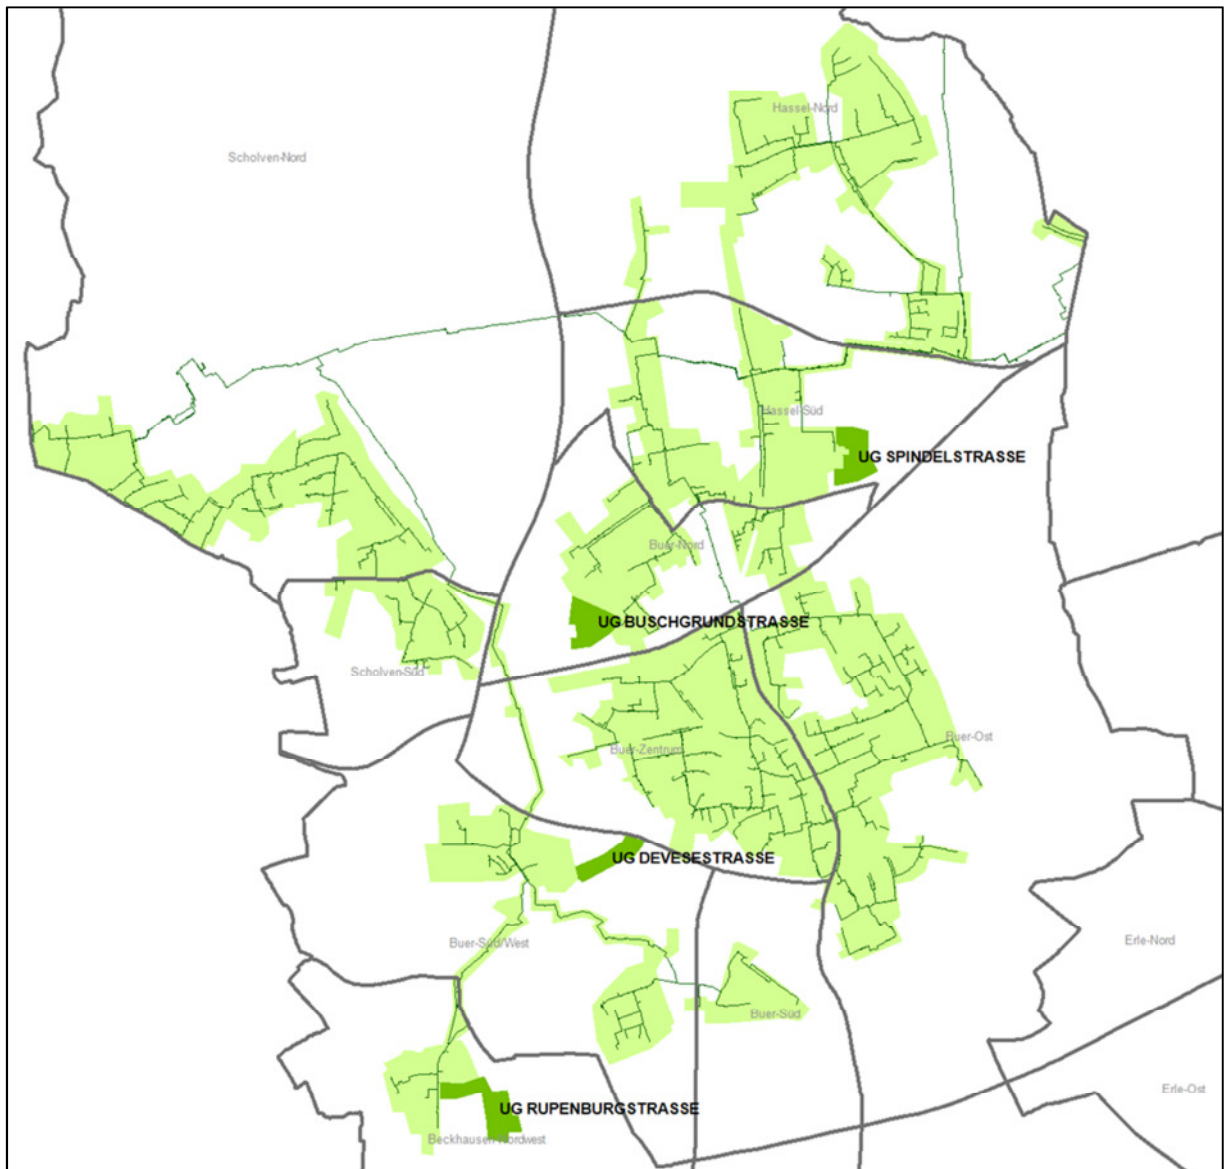 Hassel-Nord
Scholven-Nord
Hassel-Süd
UG SPINDELSTRASSE
Buer-Nord
UG BUSCHGRUNDSTRASSE
Scholven-Süd
Buer-Ost
Buer-Zentrum
UG DEVESESTRASSE
Buer-Süd/West
Erle-Nord
Buer-Süd
Erle-Ost
UG RUPENBURGSTRASSE
Beckhausen-Nordwest